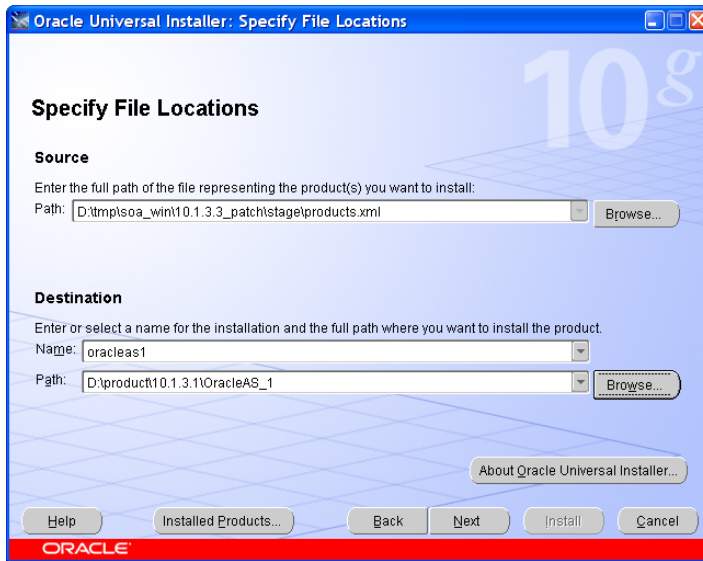 Oracle Universal Installer: Specify File Locations
10g
Specify File Locations
Source
Enter the full path of the file representing the product(s) you want to install:
Path: D:\tmp\soa_win\10.1.3.3_patch\stage\products.xml Browse...
Destination
Enter or select a name for the installation and the full path where you want to install the product.
Name: oracleas1
Path: D:\product\10.1.3.1\OracleAS_1 Browse...
About Oracle Universal Installer...
Help Installed Products... Back Next Install Cancel
ORACLE